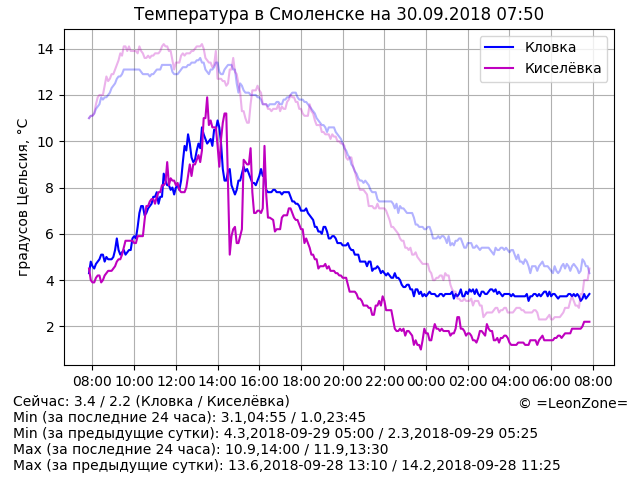 Температура в Смоленске на 30.09.2018 07:50
Кловка
Киселёвка
градусов Цельсия, °C
14
12
10
8
6
4
2
08:00 10:00 12:00 14:00 16:00 18:00 20:00 22:00 00:00 02:00 04:00 06:00 08:00
Сейчас: 3.4 / 2.2 (Кловка / Киселёвка)
© =LeonZone=
Min (за последние 24 часа): 3.1,04:55 / 1.0,23:45
Min (за предыдущие сутки): 4.3,2018-09-29 05:00 / 2.3,2018-09-29 05:25
Max (за последние 24 часа): 10.9,14:00 / 11.9,13:30
Max (за предыдущие сутки): 13.6,2018-09-28 13:10 / 14.2,2018-09-28 11:25